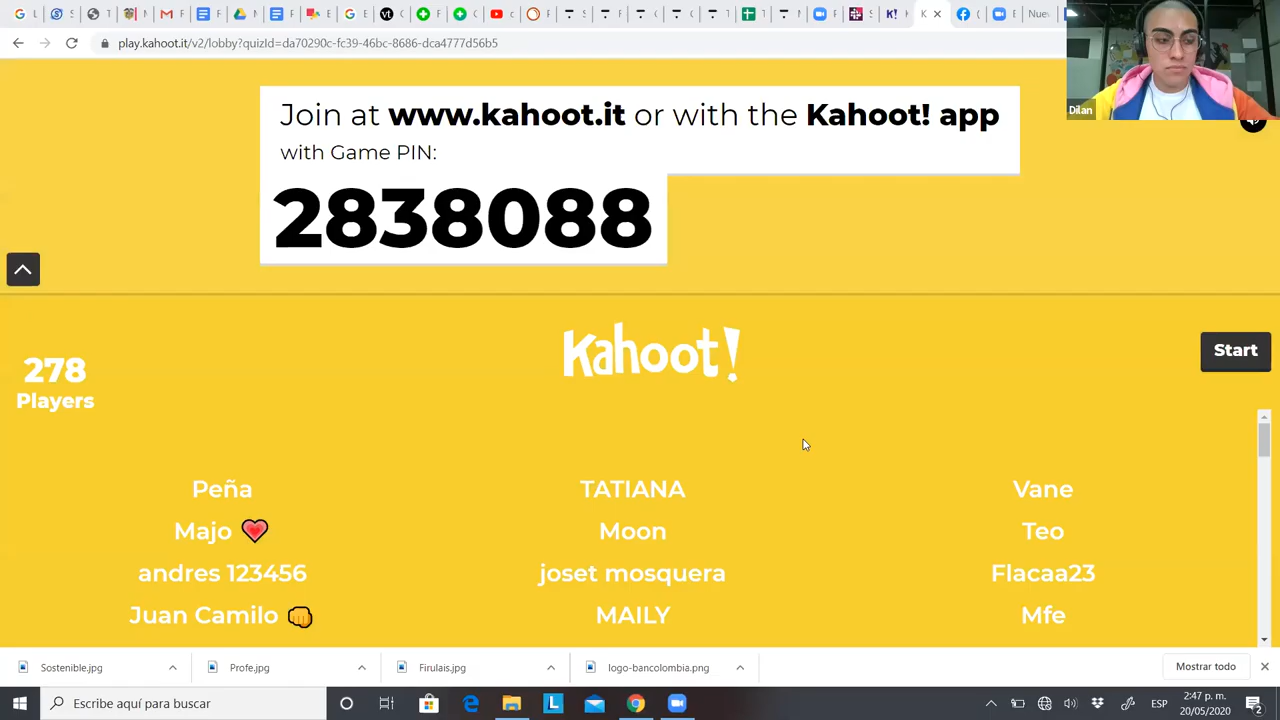 play.kahoot.it/v2/lobby?quizId=da70290c-fc39-46bc-8686-dca4777d56b5
Nue
Dilan
Join at www.kahoot.it or with the Kahoot! app
with Game PIN:
2838088
278
Players
Kahoot!
Start
Peña TATIANA Vane
Majo Moon Teo
andres 123456 joset mosquera Flacaa23
Juan Camilo MAILY Mfe
Sostenible.jpg Profe.jpg Firulais.jpg logo-bancolombia.png Mostrar todo
Escribe aquí para buscar ESP 2:47 p. m.
20/05/2020
2